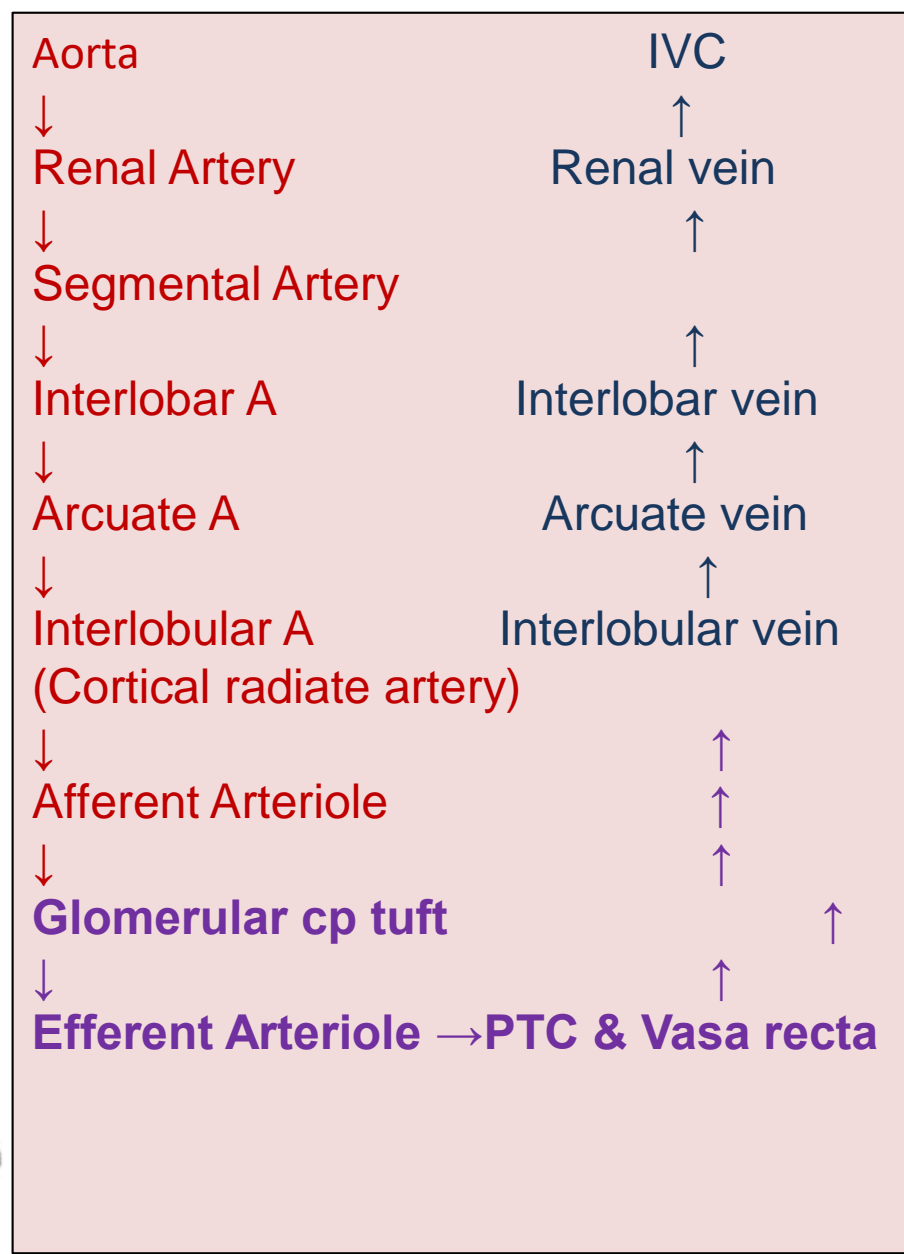 Aorta IVC
↓ ↑
Renal Artery Renal vein
↓ ↑
Segmental Artery
↓ ↑
Interlobar A Interlobar vein
↓ ↑
Arcuate A Arcuate vein
↓ ↑
Interlobular A Interlobular vein
(Cortical radiate artery)
↓ ↑
Afferent Arteriole ↑
↓ ↑
Glomerular cp tuft ↑
↓ ↑
Efferent Arteriole →PTC & Vasa recta